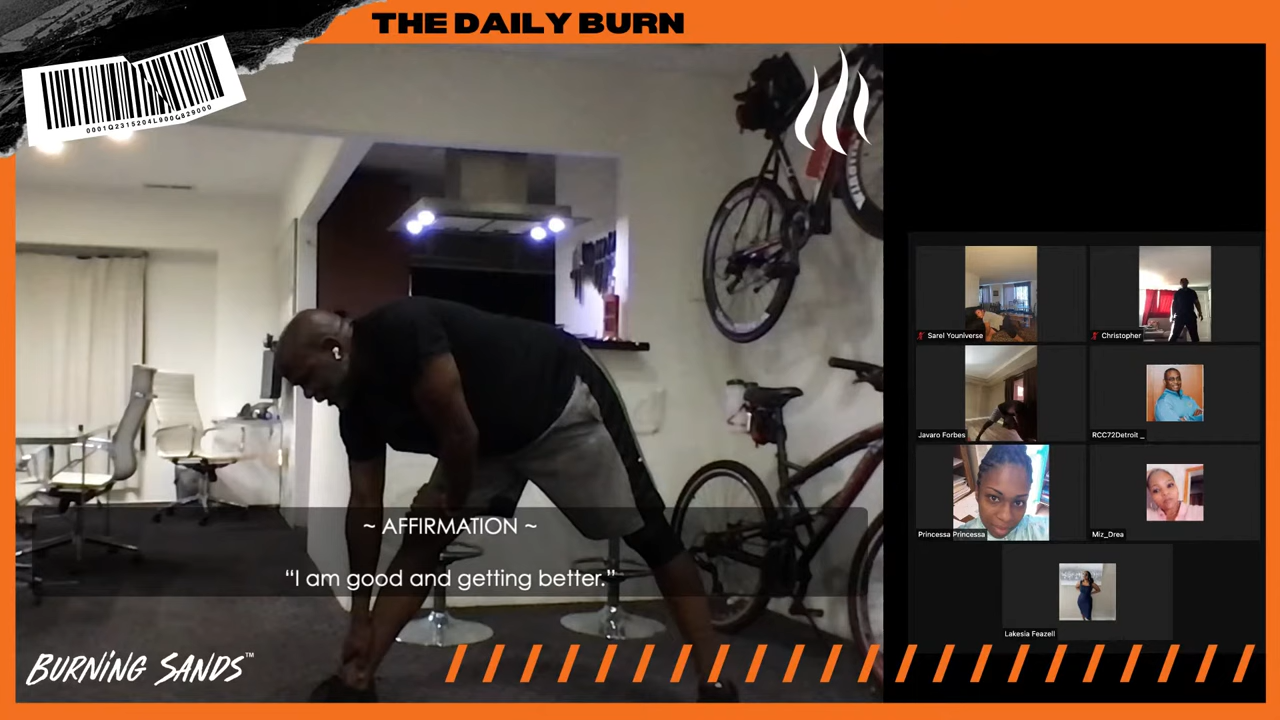 THE DAILY BURN
~ AFFIRMATION ~
“I am good and getting better.”
BURNING SANDS™
Sarel Youniverse
Christopher
Javaro Forbes
RCC72Detroit _
Princessa Princessa
Miz_Drea
Lakesia Feazell